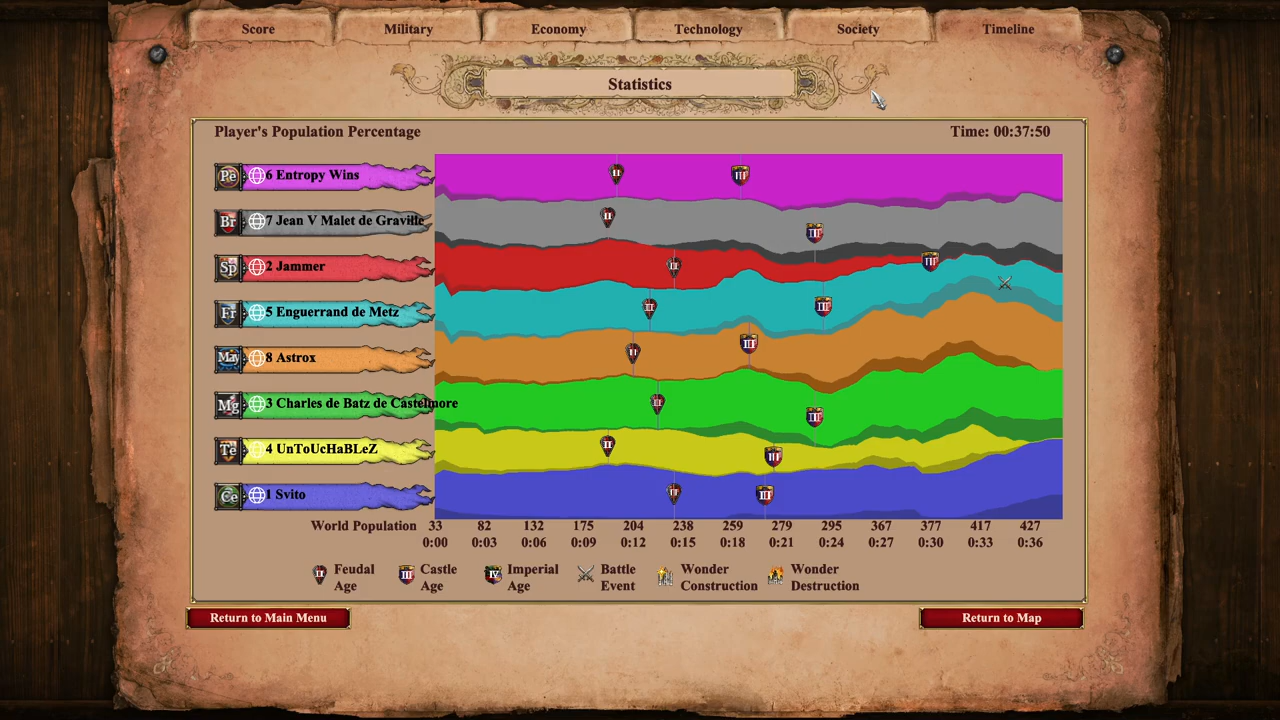 Score Military Economy Technology Society Timeline
Statistics
Player's Population Percentage Time: 00:37:50
Pe 6 Entropy Wins
Br 7 Jean V Malet de Graville
Sp 2 Jammer
Fr 5 Enguerrand de Metz
May 8 Astrox
Mg 3 Charles de Batz de Castelmore
Te 4 UnToUcHaBLeZ
Ce 1 Svito
World Population 33 82 132 175 204 238 259 279 295 367 377 417 427
0:00 0:03 0:06 0:09 0:12 0:15 0:18 0:21 0:24 0:27 0:30 0:33 0:36
II Feudal Age
III Castle Age
IV Imperial Age
Battle Event
Wonder Construction
Wonder Destruction
Return to Main Menu Return to Map